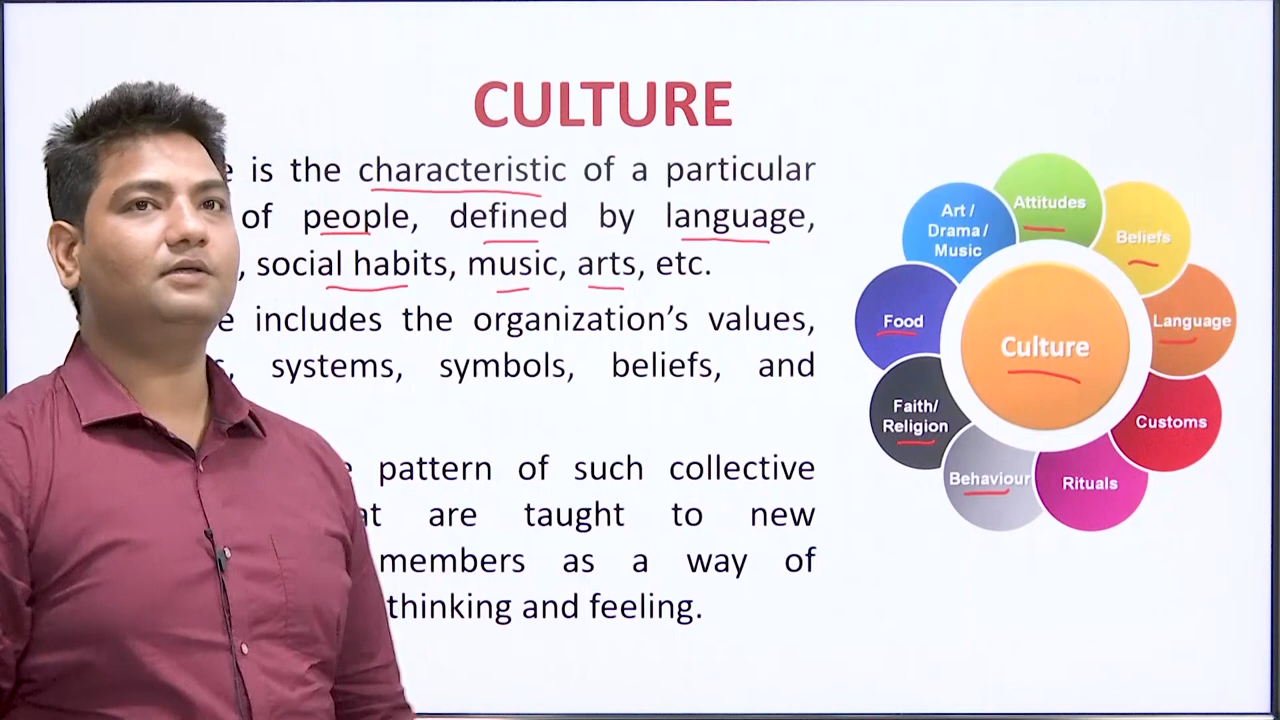 CULTURE
is the characteristic of a particular
of people, defined by language,
, social habits, music, arts, etc.
includes the organization’s values,
, systems, symbols, beliefs, and
pattern of such collective
are taught to new
members as a way of
thinking and feeling.
Attitudes
Art /
Drama /
Music
Beliefs
Food
Language
Culture
Faith/
Religion
Customs
Behaviour
Rituals